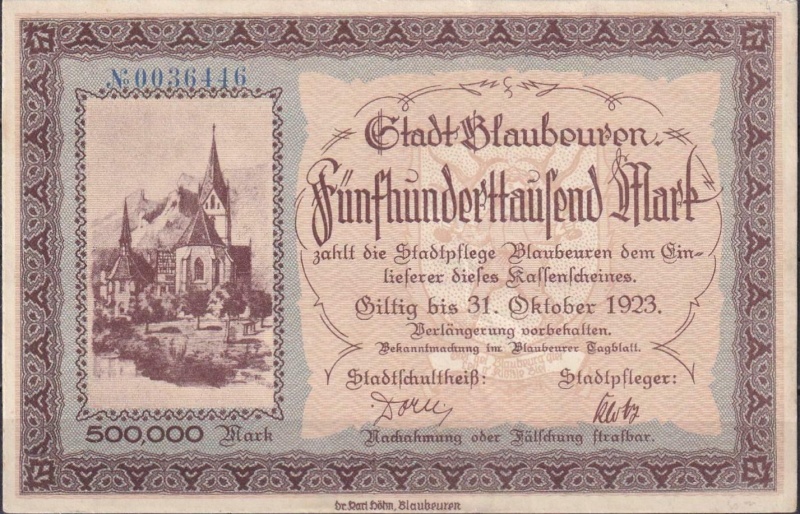 № 0036446
Stadt Blaubeuren.
Fünfhunderttausend Mark
zahlt die Stadtpflege Blaubeuren dem Ein-
lieferer dieses Kassenscheines.
Giltig bis 31. Oktober 1923.
Verlängerung vorbehalten.
Bekanntmachung im Blaubeurer Tagblatt.
Stadtschultheiß: Stadtpfleger:
500,000 Mark
Nachahmung oder Fälschung strafbar.
Dr. Karl Höhn, Blaubeuren